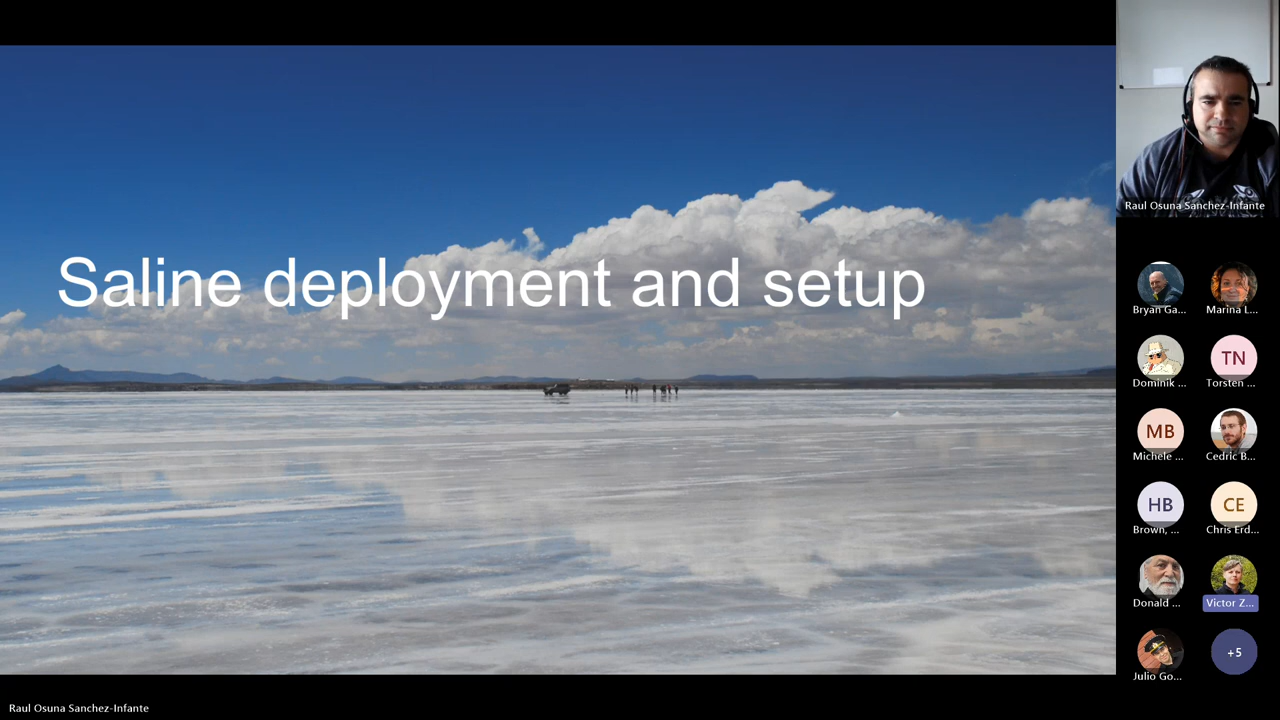 Saline deployment and setup
Raul Osuna Sanchez-Infante
Bryan Ga...
Marina L...
Dominik ...
TN
Torsten ...
MB
Michele ...
Cedric B...
HB
Brown, ...
CE
Chris Erd...
Donald ...
Victor Z...
Julio Go...
+5
Raul Osuna Sanchez-Infante